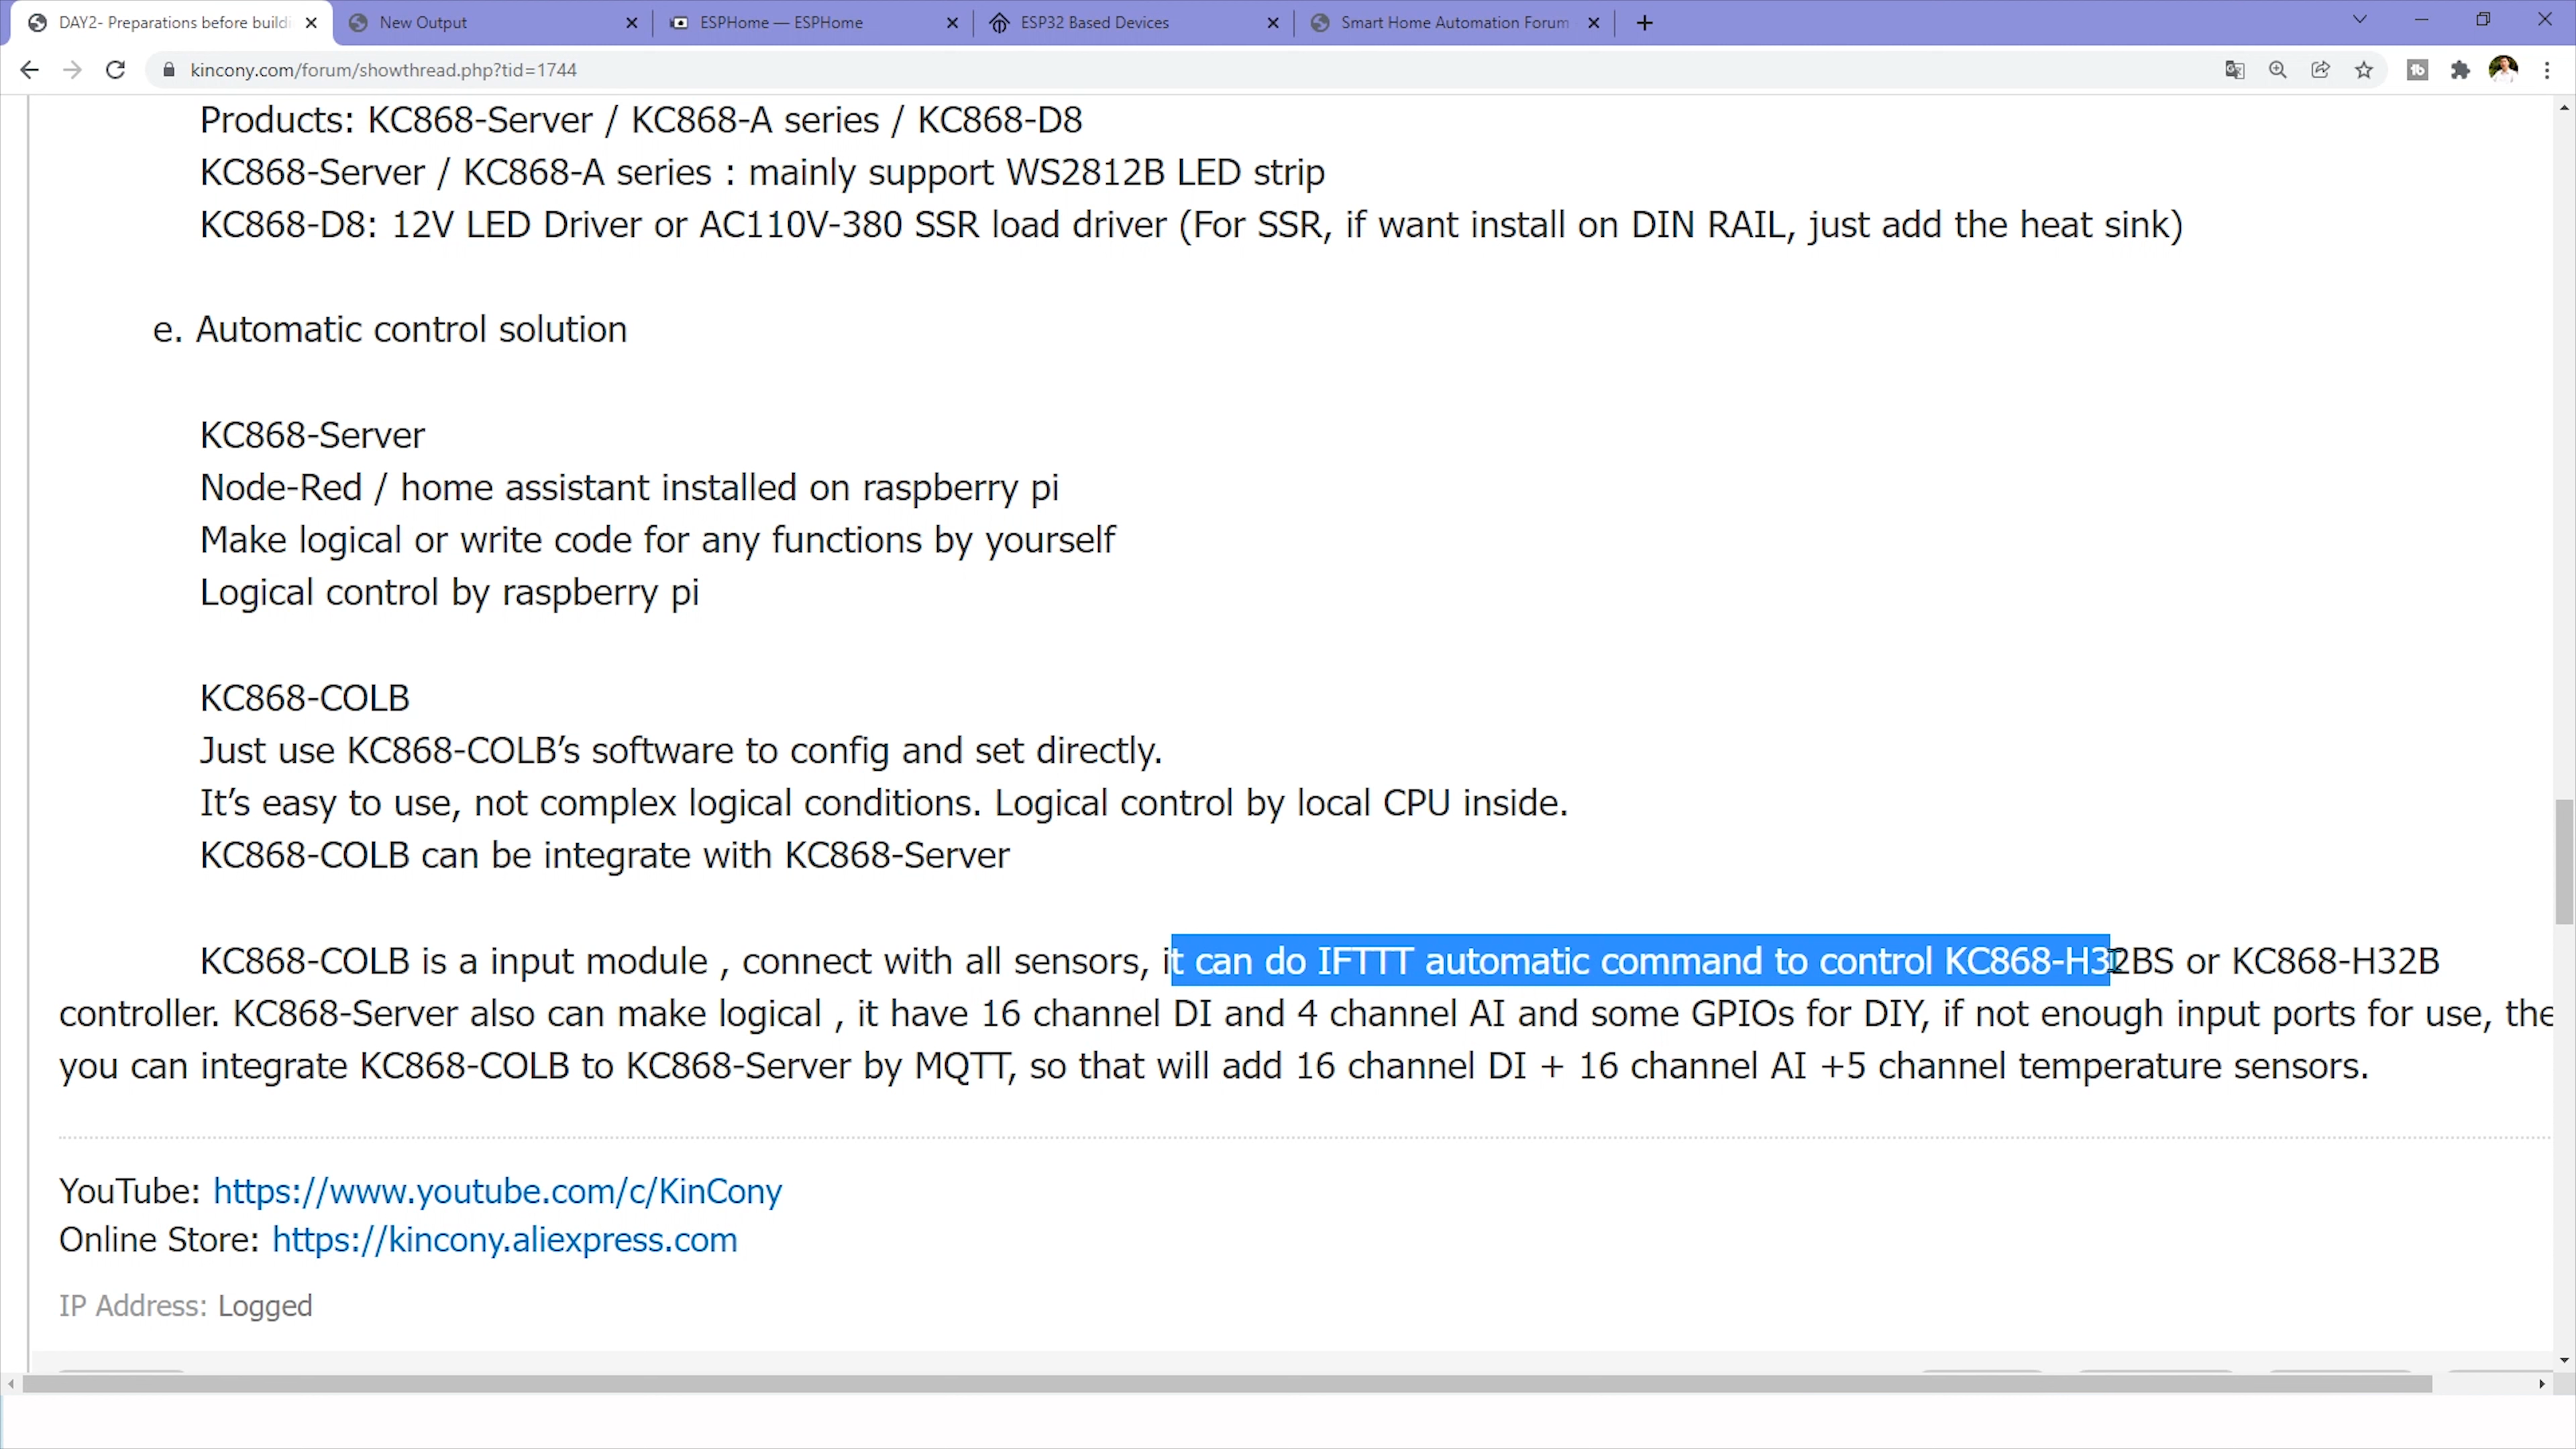 DAY2- Preparations before buildi
New Output
ESPHome — ESPHome
ESP32 Based Devices
Smart Home Automation Forum
kincony.com/forum/showthread.php?tid=1744
Products: KC868-Server / KC868-A series / KC868-D8
KC868-Server / KC868-A series : mainly support WS2812B LED strip
KC868-D8: 12V LED Driver or AC110V-380 SSR load driver (For SSR, if want install on DIN RAIL, just add the heat sink)
e. Automatic control solution
KC868-Server
Node-Red / home assistant installed on raspberry pi
Make logical or write code for any functions by yourself
Logical control by raspberry pi
KC868-COLB
Just use KC868-COLB’s software to config and set directly.
It’s easy to use, not complex logical conditions. Logical control by local CPU inside.
KC868-COLB can be integrate with KC868-Server
KC868-COLB is a input module , connect with all sensors, it can do IFTTT automatic command to control KC868-H32BS or KC868-H32B
controller. KC868-Server also can make logical , it have 16 channel DI and 4 channel AI and some GPIOs for DIY, if not enough input ports for use, the
you can integrate KC868-COLB to KC868-Server by MQTT, so that will add 16 channel DI + 16 channel AI +5 channel temperature sensors.
YouTube: https://www.youtube.com/c/KinCony
Online Store: https://kincony.aliexpress.com
IP Address: Logged